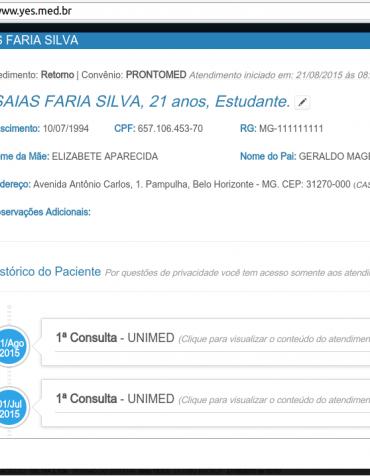 www.yes.med.br
S FARIA SILVA
edimento: Retorno | Convênio: PRONTOMED Atendimento iniciado em: 21/08/2015 às 08:
SAIAS FARIA SILVA, 21 anos, Estudante.
scimento: 10/07/1994 CPF: 657.106.453-70 RG: MG-111111111
me da Mãe: ELIZABETE APARECIDA Nome do Pai: GERALDO MAGE
dereço: Avenida Antônio Carlos, 1. Pampulha, Belo Horizonte - MG. CEP: 31270-000 (CAS
servações Adicionais:
stórico do Paciente Por questões de privacidade você tem acesso somente aos atendi
1/Ago
2015
1ª Consulta - UNIMED (Clique para visualizar o conteúdo do atendimen
01/Jul
2015
1ª Consulta - UNIMED (Clique para visualizar o conteúdo do atendimen